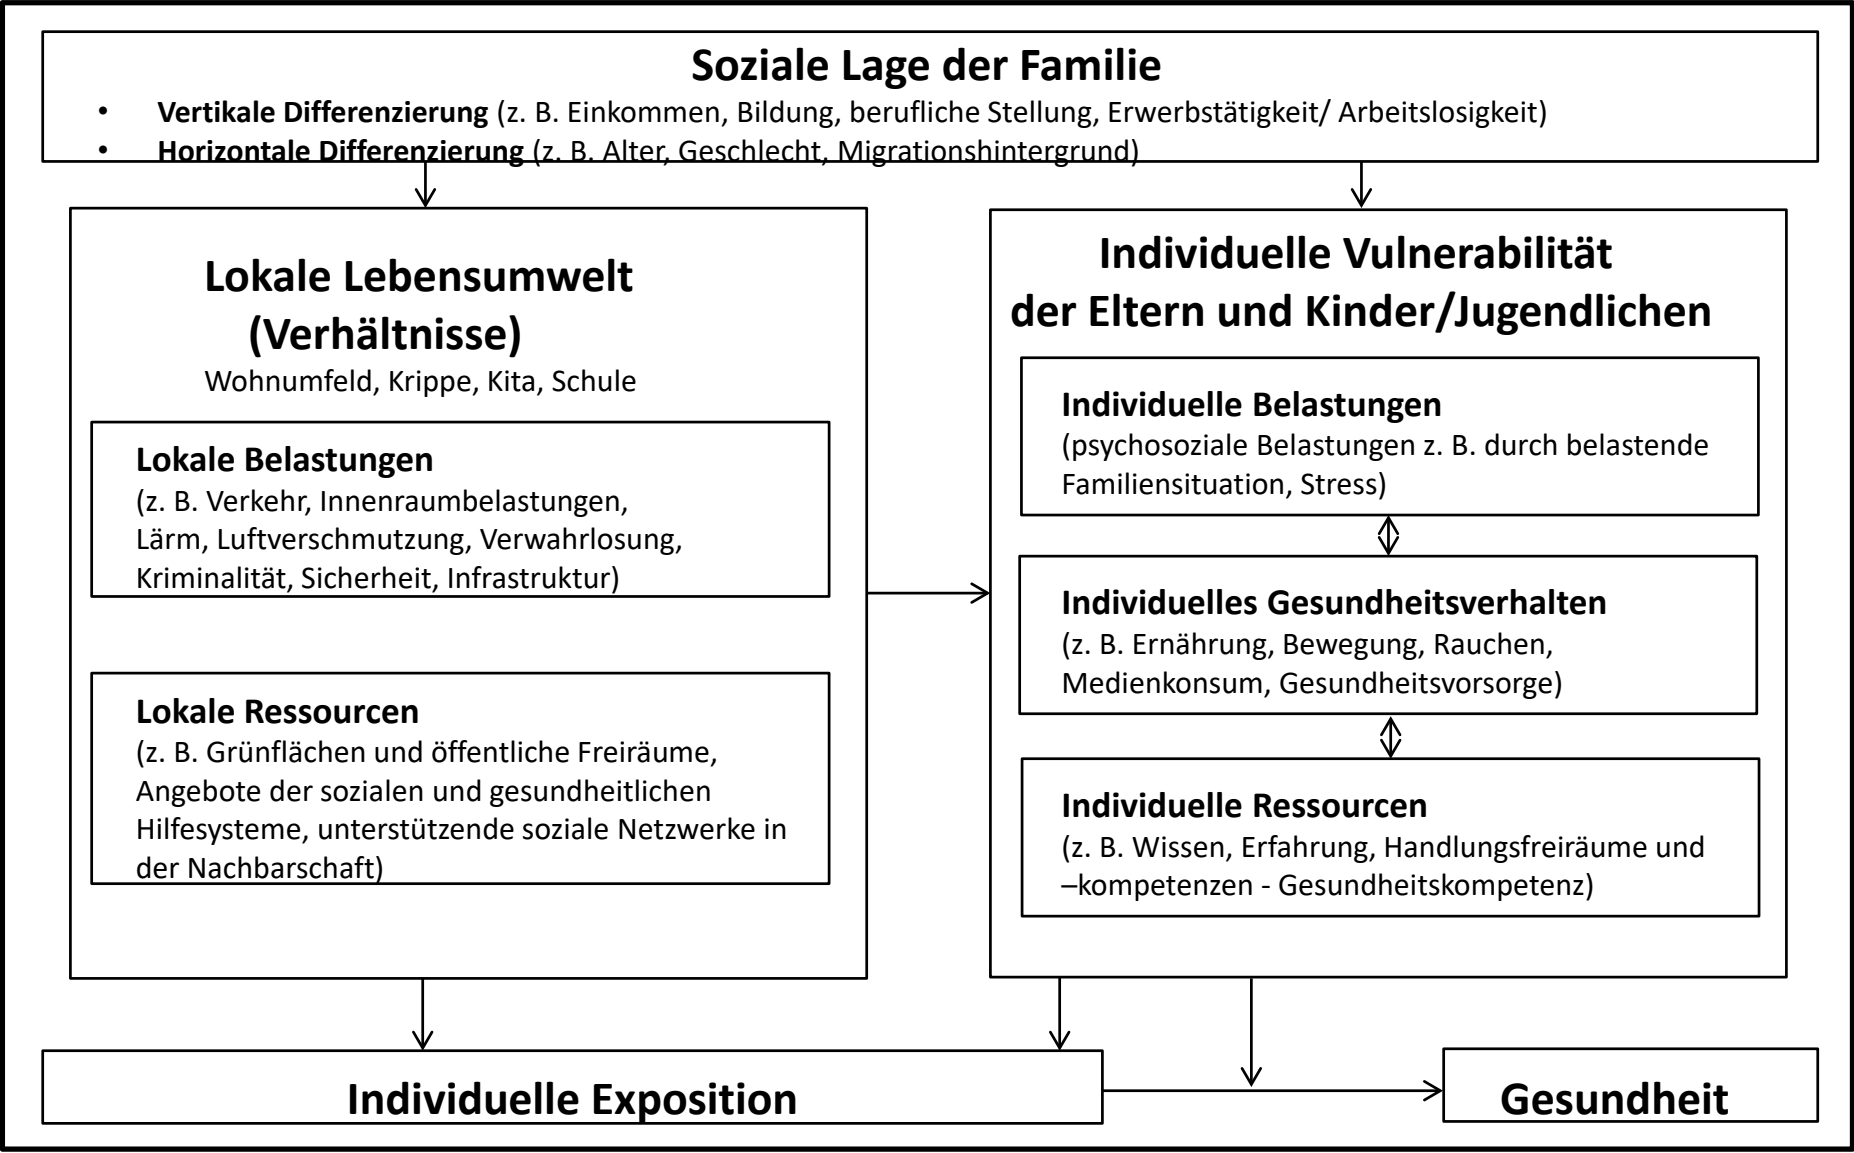 Soziale Lage der Familie
• Vertikale Differenzierung (z. B. Einkommen, Bildung, berufliche Stellung, Erwerbstätigkeit/ Arbeitslosigkeit)
• Horizontale Differenzierung (z. B. Alter, Geschlecht, Migrationshintergrund)
Lokale Lebensumwelt
(Verhältnisse)
Wohnumfeld, Krippe, Kita, Schule
Lokale Belastungen
(z. B. Verkehr, Innenraumbelastungen,
Lärm, Luftverschmutzung, Verwahrlosung,
Kriminalität, Sicherheit, Infrastruktur)
Lokale Ressourcen
(z. B. Grünflächen und öffentliche Freiräume,
Angebote der sozialen und gesundheitlichen
Hilfesysteme, unterstützende soziale Netzwerke in
der Nachbarschaft)
Individuelle Vulnerabilität
der Eltern und Kinder/Jugendlichen
Individuelle Belastungen
(psychosoziale Belastungen z. B. durch belastende
Familiensituation, Stress)
Individuelles Gesundheitsverhalten
(z. B. Ernährung, Bewegung, Rauchen,
Medienkonsum, Gesundheitsvorsorge)
Individuelle Ressourcen
(z. B. Wissen, Erfahrung, Handlungsfreiräume und
–kompetenzen - Gesundheitskompetenz)
Individuelle Exposition
Gesundheit